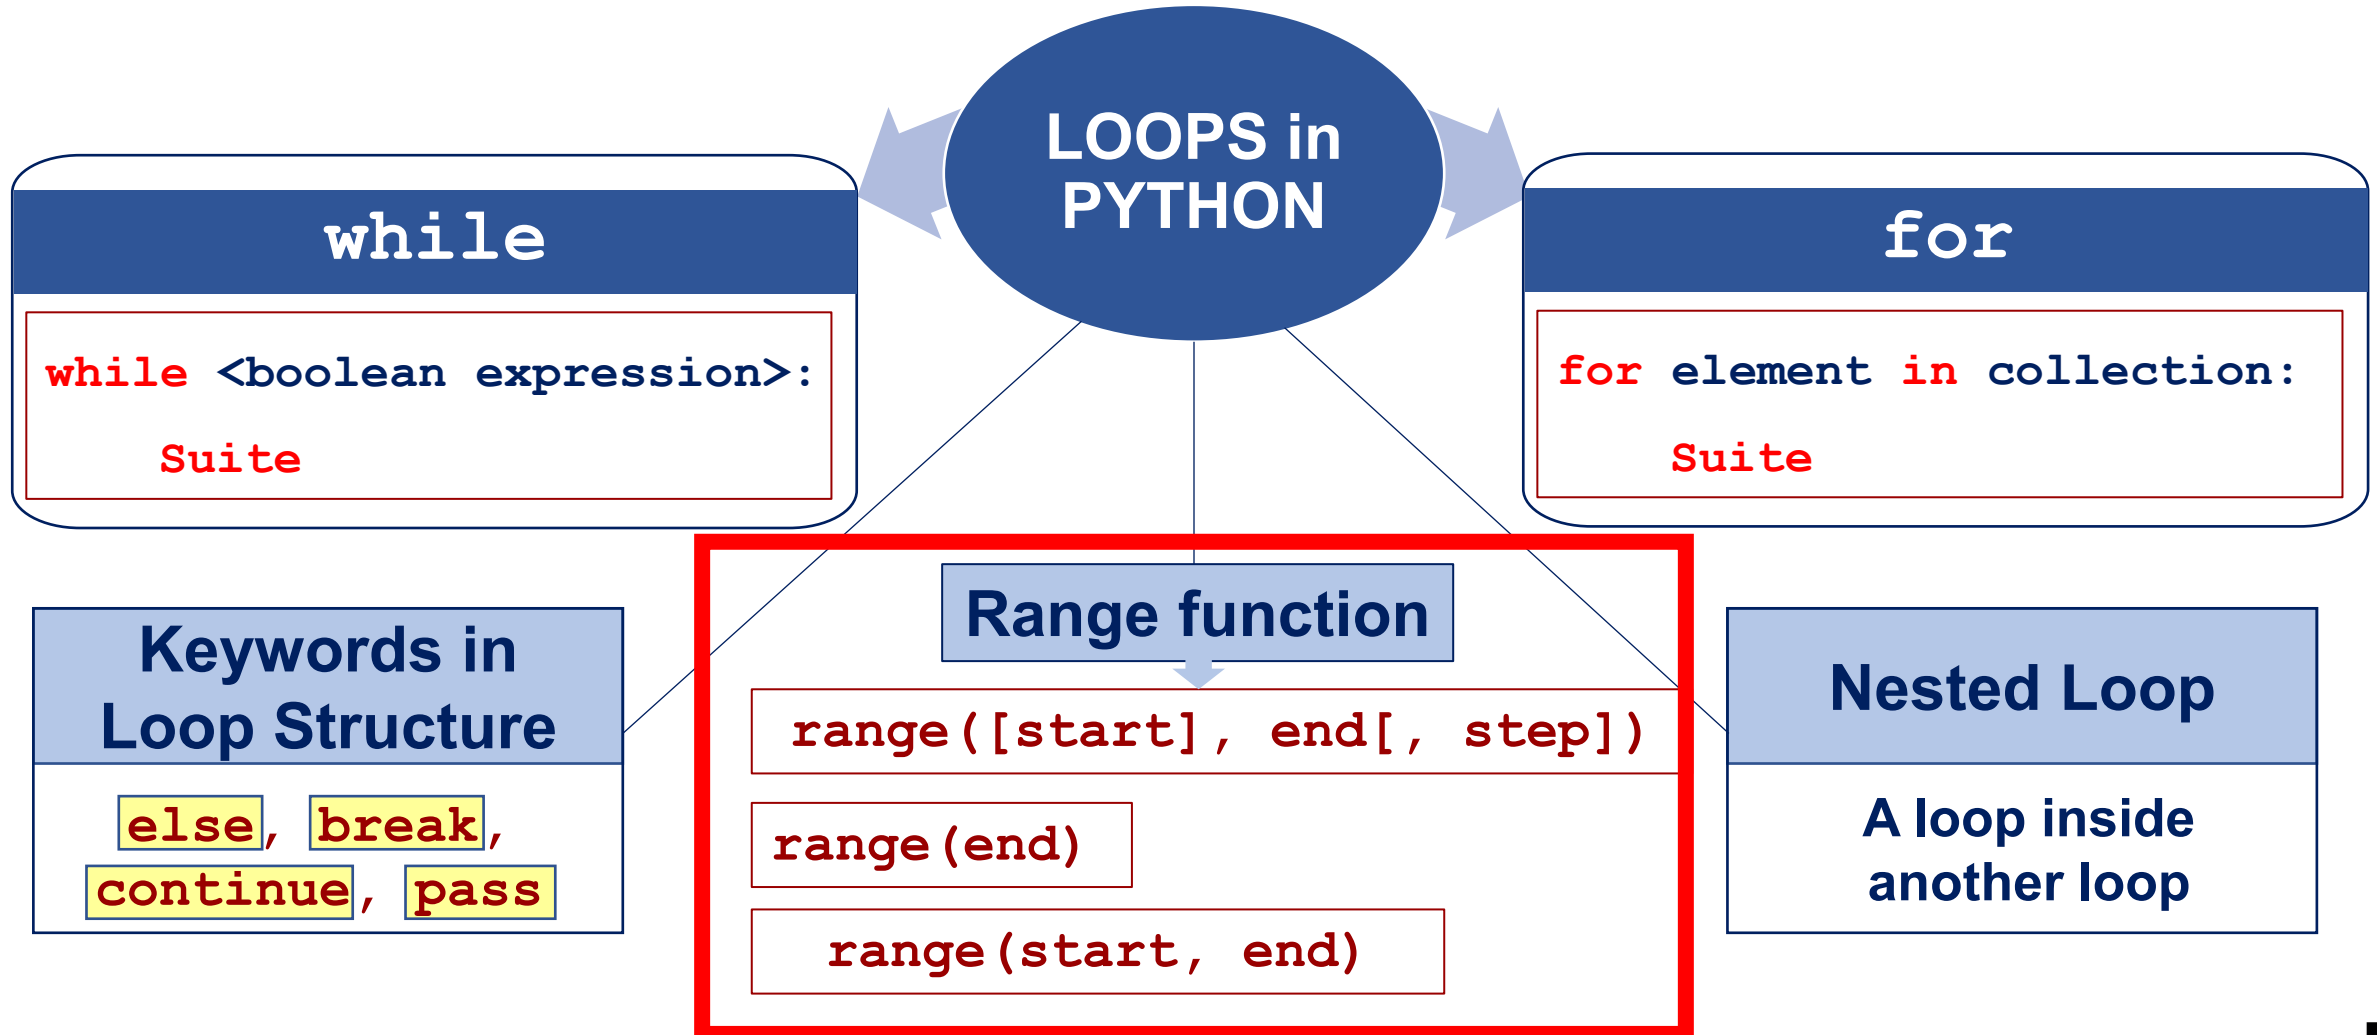 LOOPS in
PYTHON
while
while <boolean expression>:
Suite
for
for element in collection:
Suite
Keywords in
Loop Structure
else, break,
continue, pass
Range function
range([start], end[, step])
range(end)
range(start, end)
Nested Loop
A loop inside
another loop